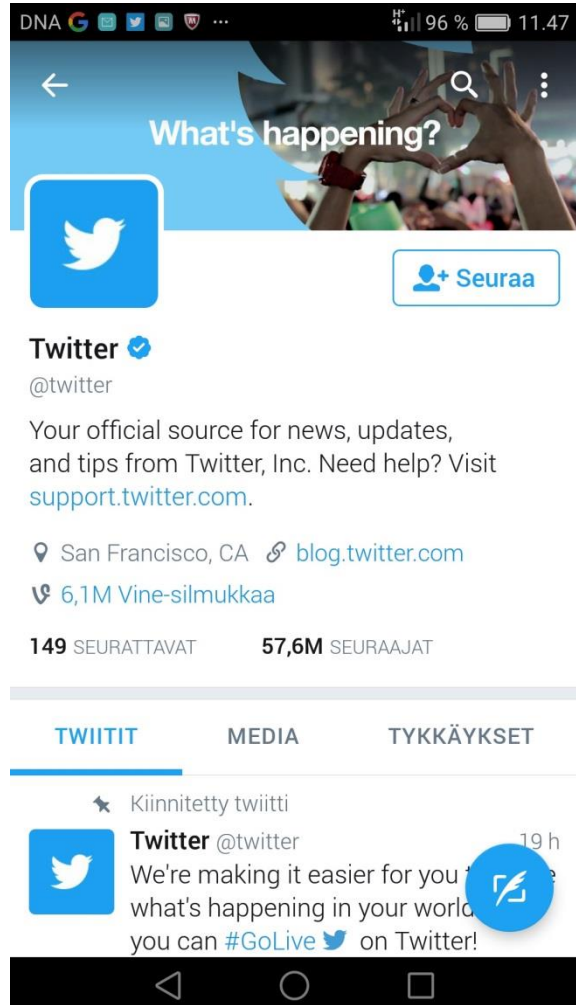 DNA G ... H+ 96 % 11.47
What's happening?
Seuraa
Twitter
@twitter
Your official source for news, updates,
and tips from Twitter, Inc. Need help? Visit
support.twitter.com.
San Francisco, CA blog.twitter.com
6,1M Vine-silmukkaa
149 SEURATTAVAT 57,6M SEURAAJAT
TWIITIT MEDIA TYKKÄYKSET
Kiinnitetty twiitti
Twitter @twitter 19 h
We're making it easier for you
what's happening in your world
you can #GoLive on Twitter!